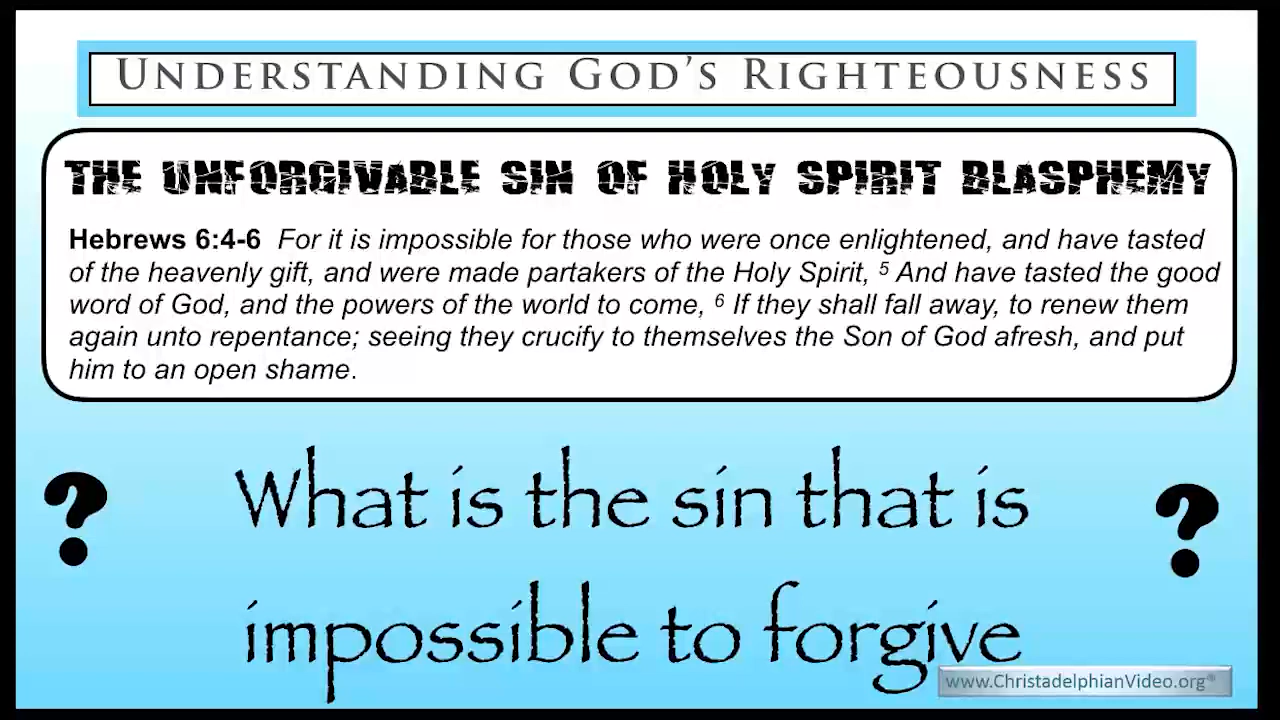 UNDERSTANDING GOD'S RIGHTEOUSNESS
THE UNFORGIVABLE SIN OF HOLY SPIRIT BLASPHEMY
Hebrews 6:4-6 For it is impossible for those who were once enlightened, and have tasted
of the heavenly gift, and were made partakers of the Holy Spirit, ⁵ And have tasted the good
word of God, and the powers of the world to come, ⁶ If they shall fall away, to renew them
again unto repentance; seeing they crucify to themselves the Son of God afresh, and put
him to an open shame.
? What is the sin that is ?
impossible to forgive
www.ChristadelphianVideo.org®